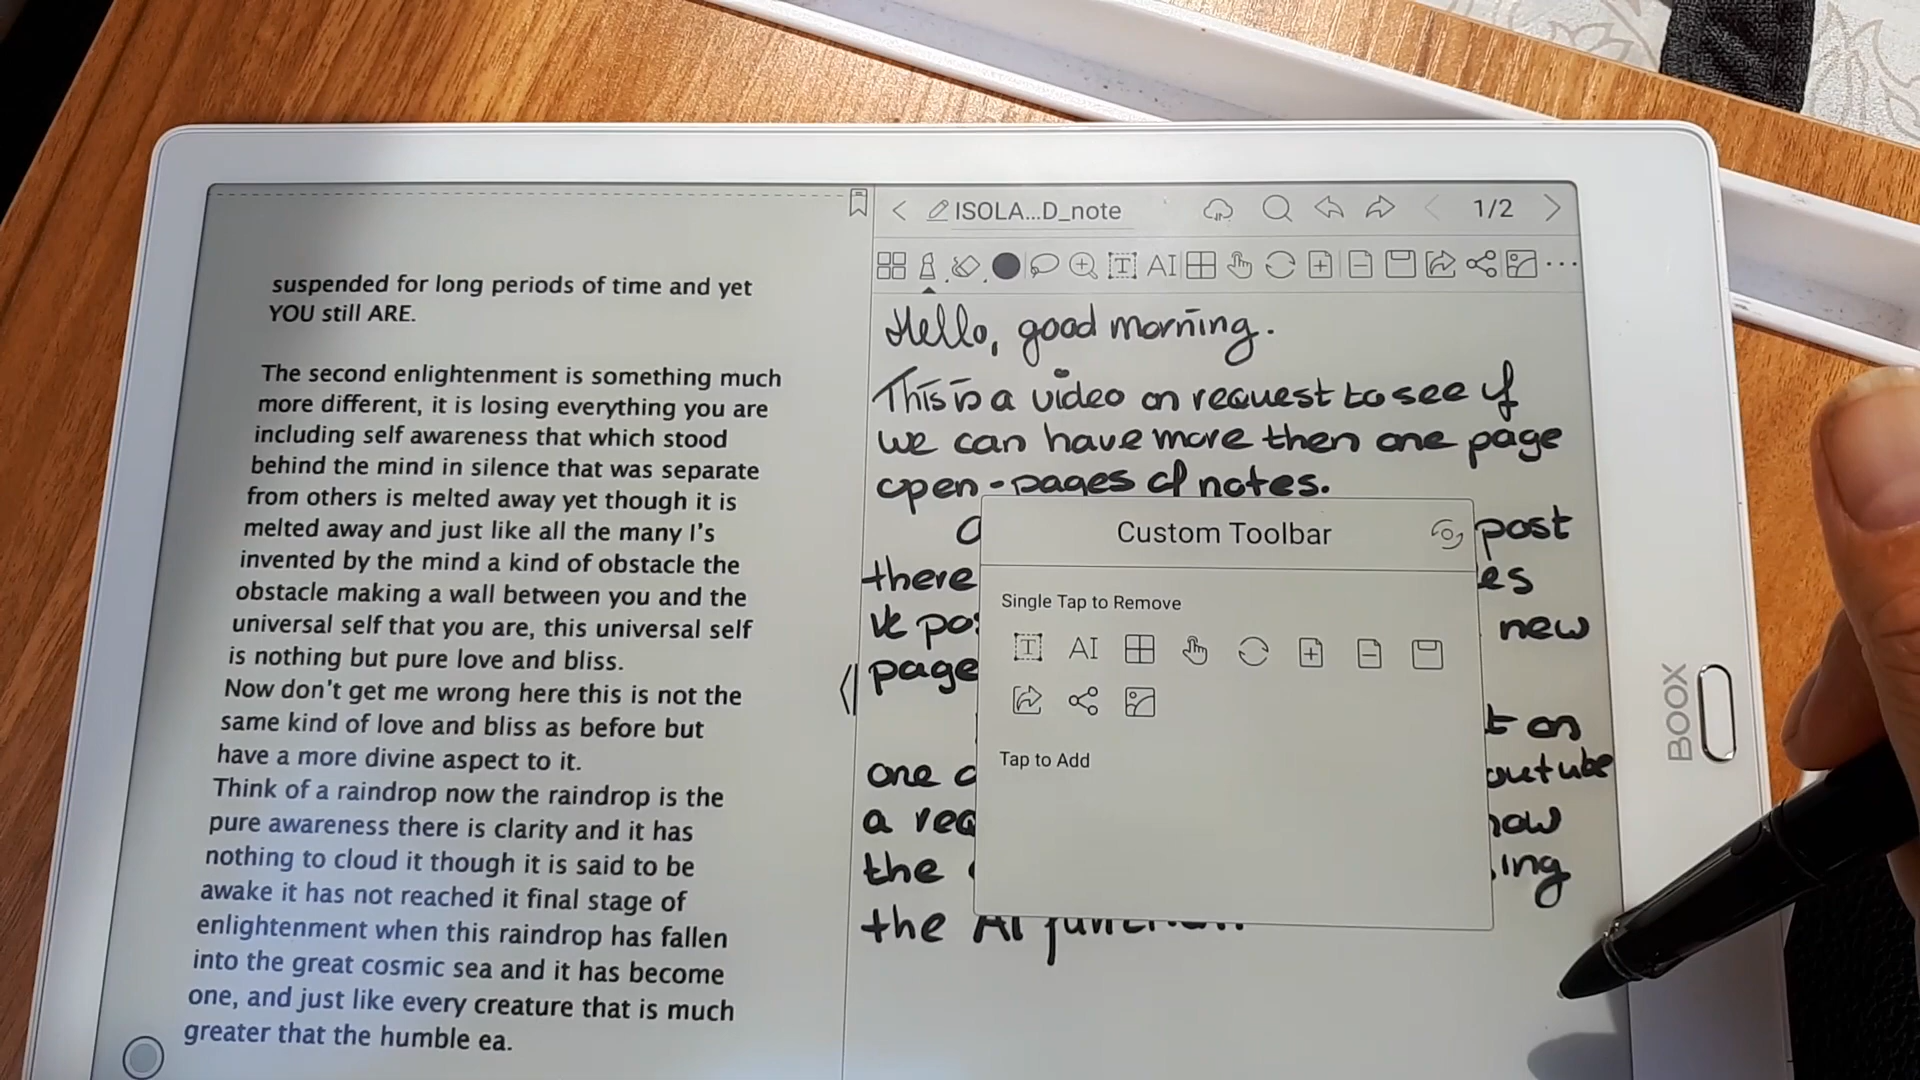 suspended for long periods of time and yet
YOU still ARE.
The second enlightenment is something much
more different, it is losing everything you are
including self awareness that which stood
behind the mind in silence that was separate
from others is melted away yet though it is
melted away and just like all the many I's
invented by the mind a kind of obstacle the
obstacle making a wall between you and the
universal self that you are, this universal self
is nothing but pure love and bliss.
Now don't get me wrong here this is not the
same kind of love and bliss as before but
have a more divine aspect to it.
Think of a raindrop now the raindrop is the
pure awareness there is clarity and it has
nothing to cloud it though it is said to be
awake it has not reached it final stage of
enlightenment when this raindrop has fallen
into the great cosmic sea and it has become
one, and just like every creature that is much
greater that the humble ea.
ISOLA...D_note
1/2
T AI
Hello, good morning.
This is a video on request to see if
we can have more then one page
open - pages of notes.
post
there
new
page
on
one
a
the
the AI function.
Custom Toolbar
Single Tap to Remove
T AI
Tap to Add
BOOX